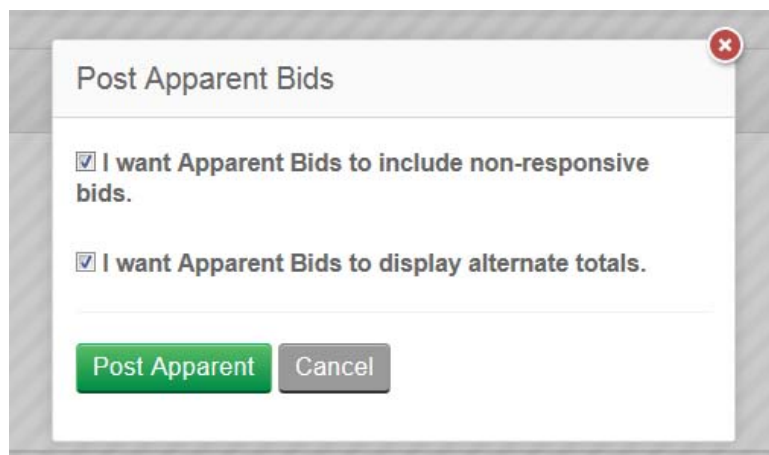 Post Apparent Bids
I want Apparent Bids to include non-responsive
bids.
I want Apparent Bids to display alternate totals.
Post Apparent
Cancel